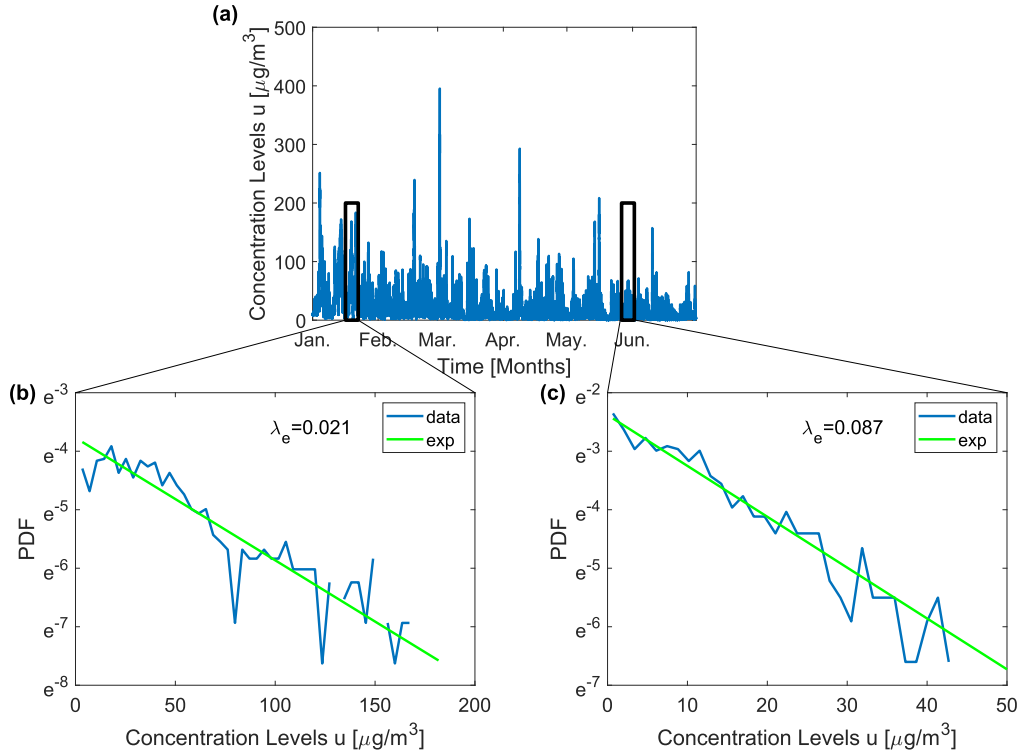 (a)
Concentration Levels u [μg/m³]
500
400
300
200
100
0
Jan. Feb. Mar. Apr. May. Jun.
Time [Months]
(b)
PDF
e⁻³
e⁻⁴
e⁻⁵
e⁻⁶
e⁻⁷
e⁻⁸
data
exp
λₑ=0.021
0 50 100 150 200
Concentration Levels u [μg/m³]
(c)
PDF
e⁻²
e⁻³
e⁻⁴
e⁻⁵
e⁻⁶
e⁻⁷
data
exp
λₑ=0.087
0 10 20 30 40 50
Concentration Levels u [μg/m³]